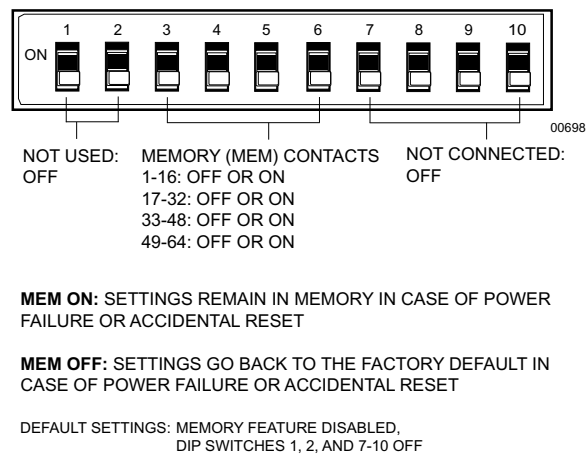 1 2 3 4 5 6 7 8 9 10
ON
00698
NOT USED:
OFF
MEMORY (MEM) CONTACTS
1-16: OFF OR ON
17-32: OFF OR ON
33-48: OFF OR ON
49-64: OFF OR ON
NOT CONNECTED:
OFF
MEM ON: SETTINGS REMAIN IN MEMORY IN CASE OF POWER
FAILURE OR ACCIDENTAL RESET
MEM OFF: SETTINGS GO BACK TO THE FACTORY DEFAULT IN
CASE OF POWER FAILURE OR ACCIDENTAL RESET
DEFAULT SETTINGS: MEMORY FEATURE DISABLED,
DIP SWITCHES 1, 2, AND 7-10 OFF